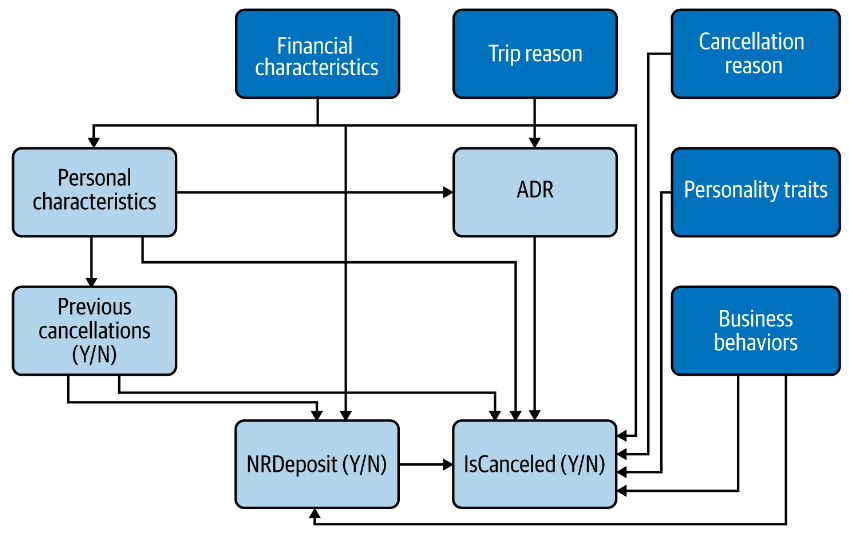 Financial
characteristics
Trip reason
Cancellation
reason
Personal
characteristics
ADR
Personality traits
Previous
cancellations
(Y/N)
Business
behaviors
NRDeposit (Y/N)
IsCanceled (Y/N)